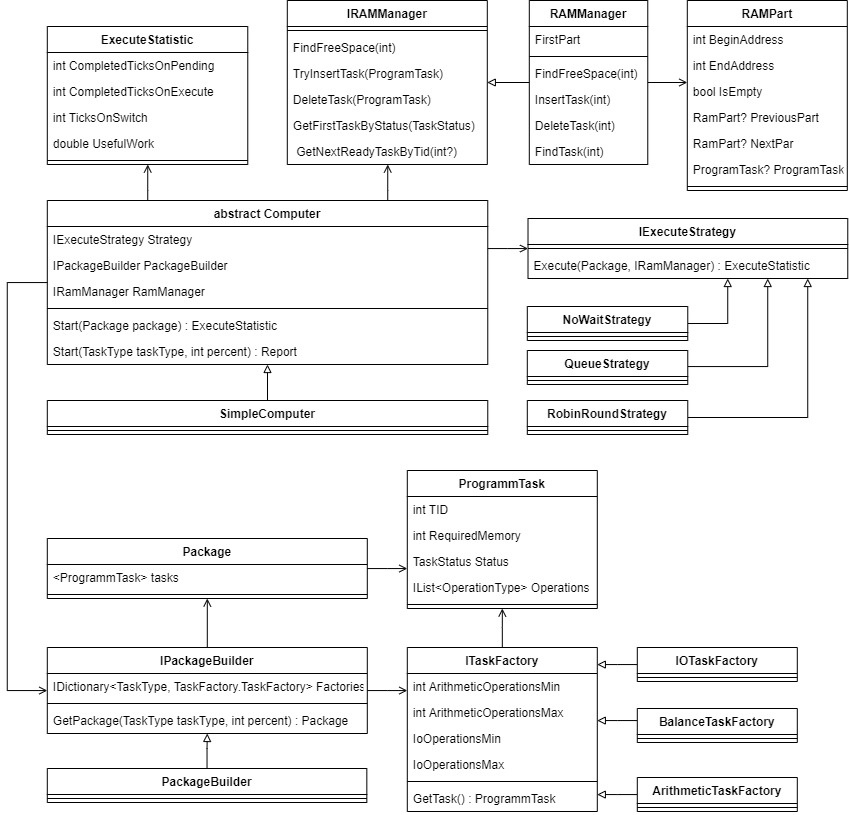 ExecuteStatistic
int CompletedTicksOnPending
int CompletedTicksOnExecute
int TicksOnSwitch
double UsefulWork
IRAMManager
FindFreeSpace(int)
TryInsertTask(ProgramTask)
DeleteTask(ProgramTask)
GetFirstTaskByStatus(TaskStatus)
GetNextReadyTaskByTid(int?)
RAMManager
FirstPart
FindFreeSpace(int)
InsertTask(int)
DeleteTask(int)
FindTask(int)
RAMPart
int BeginAddress
int EndAddress
bool IsEmpty
RamPart? PreviousPart
RamPart? NextPar
ProgramTask? ProgramTask
abstract Computer
IExecuteStrategy Strategy
IPackageBuilder PackageBuilder
IRamManager RamManager
Start(Package package) : ExecuteStatistic
Start(TaskType taskType, int percent) : Report
SimpleComputer
IExecuteStrategy
Execute(Package, IRamManager) : ExecuteStatistic
NoWaitStrategy
QueueStrategy
RobinRoundStrategy
Package
<ProgrammTask> tasks
ProgrammTask
int TID
int RequiredMemory
TaskStatus Status
IList<OperationType> Operations
IPackageBuilder
IDictionary<TaskType, TaskFactory.TaskFactory> Factories
GetPackage(TaskType taskType, int percent) : Package
PackageBuilder
ITaskFactory
int ArithmeticOperationsMin
int ArithmeticOperationsMax
IoOperationsMin
IoOperationsMax
GetTask() : ProgrammTask
IOTaskFactory
BalanceTaskFactory
ArithmeticTaskFactory